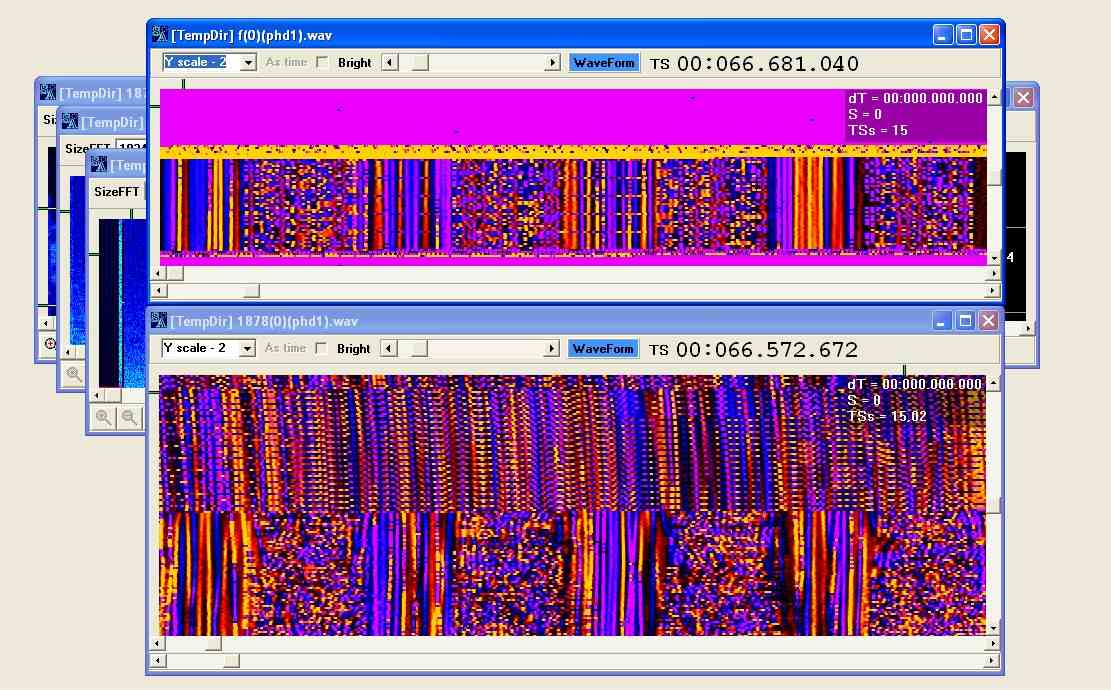 [TempDir] f(0)(phd1).wav
Y scale - 2 As time Bright WaveForm TS 00:066.681.040
dT = 00:000.000.000
S = 0
TSs = 15
[TempDir] 187
[TempDir]
SizeFFT
[Temp
SizeFFT
4
[TempDir] 1878(0)(phd1).wav
Y scale - 2 As time Bright WaveForm TS 00:066.572.672
dT = 00:000.000.000
S = 0
TSs = 15.02